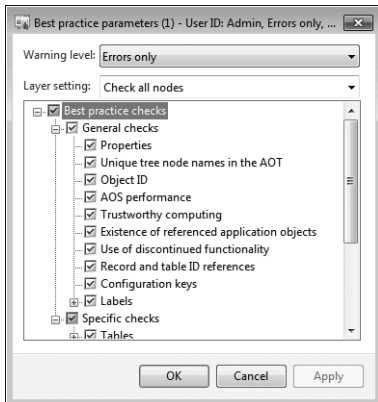 Best practice parameters (1) - User ID: Admin, Errors only, ...
Warning level: Errors only
Layer setting: Check all nodes
Best practice checks
General checks
Properties
Unique tree node names in the AOT
Object ID
AOS performance
Trustworthy computing
Existence of referenced application objects
Use of discontinued functionality
Record and table ID references
Configuration keys
Labels
Specific checks
Tables
OK Cancel Apply